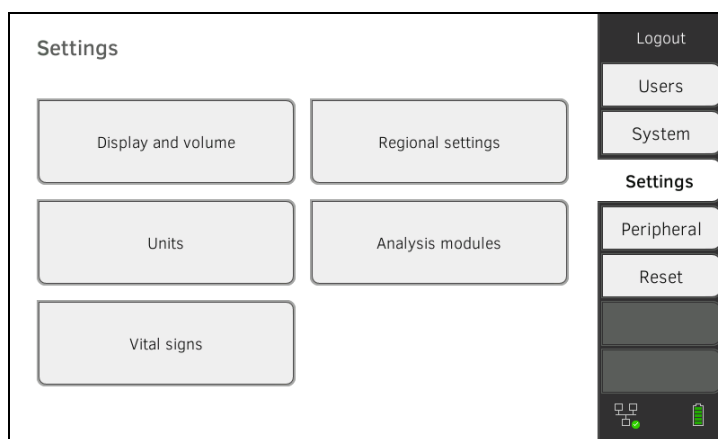 Settings
Display and volume
Regional settings
Units
Analysis modules
Vital signs
Logout
Users
System
Settings
Peripheral
Reset